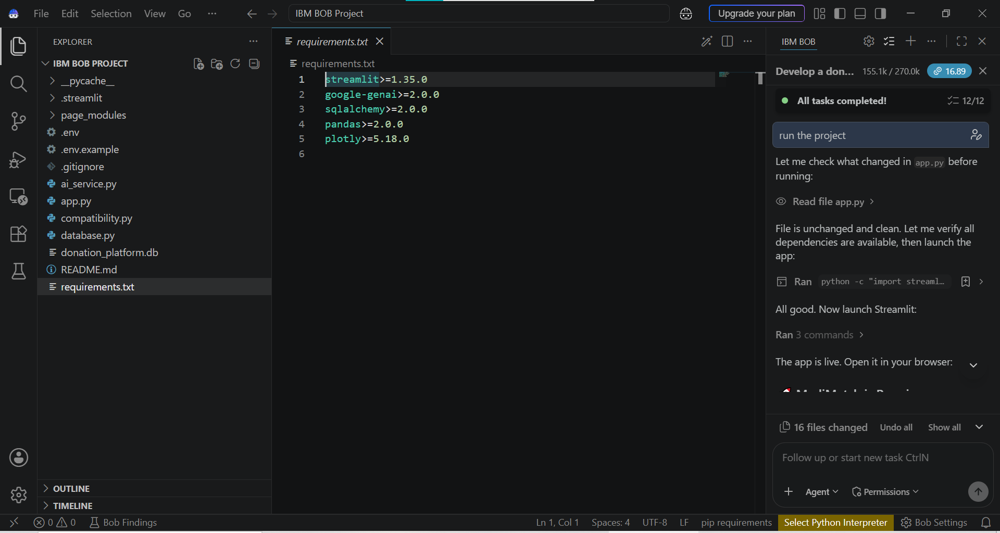 File Edit Selection View Go ··· IBM BOB Project Upgrade your plan
EXPLORER
IBM BOB PROJECT
__pycache__
.streamlit
page_modules
.env
.env.example
.gitignore
ai_service.py
app.py
compatibility.py
database.py
donation_platform.db
README.md
requirements.txt
OUTLINE
TIMELINE
requirements.txt
requirements.txt
1 streamlit>=1.35.0
2 google-genai>=2.0.0
3 sqlalchemy>=2.0.0
4 pandas>=2.0.0
5 plotly>=5.18.0
6
IBM BOB
Develop a don... 155.1k / 270.0k 16.89
All tasks completed! 12/12
run the project
Let me check what changed in app.py before
running:
Read file app.py
File is unchanged and clean. Let me verify all
dependencies are available, then launch the
app:
Ran python -c "import streaml…
All good. Now launch Streamlit:
Ran 3 commands
The app is live. Open it in your browser:
16 files changed Undo all Show all
Follow up or start new task CtrlN
Agent Permissions
0 0 Bob Findings Ln 1, Col 1 Spaces: 4 UTF-8 LF pip requirements Select Python Interpreter Bob Settings